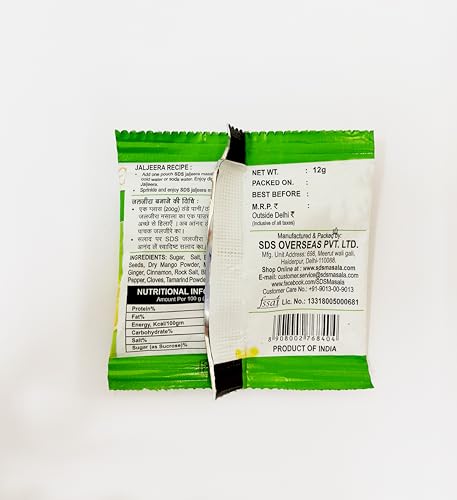 JALJEERA RECIPE :
Add one pouch SDS jaljeera masal
cold water or soda water. Enjoy dig
jaljeera.
Sprinkle and enjoy SDS jaljeera m
जलजीरा बनाने की विधि :
एक ग्लास (200g) ठंडे पानी/ठं
जलजीरा मसाला का एक पाउच
अच्छे से हिलाएं। अब आनंद
पाचक जलजीरे का।
सलाद पर SDS जलजीरा
आनंद लें स्वादिष्ट सलाद का।
INGREDIENTS: Sugar, Salt, B
Seeds, Dry Mango Powder, M
Ginger, Cinnamon, Rock Salt, Bl
Pepper, Cloves, Tamarind Powder,
NUTRITIONAL INFO
Amount Per 100 g (
Protein%
Fat%
Energy, Kcal/100gm
Carbohydrate%
Salt%
Sugar (as Sucrose)%
NET WT. : 12g
PACKED ON. :
BEST BEFORE :
M.R.P. ₹ :
Outside Delhi ₹
(Inclusive of all taxes)
Manufactured & Packed by:
SDS OVERSEAS PVT. LTD.
Mfg. Unit Address: 698, Meerut wali gali,
Haiderpur, Delhi-110088.
Shop Online at : www.sdsmasala.com
E-mail: customer.service@sdsmasala.com
www.facebook.com/SDSMasala
Customer Care No.: +91-9013-00-9013
fssai Lic. No.: 13318005000681
8 908002 768404
PRODUCT OF INDIA